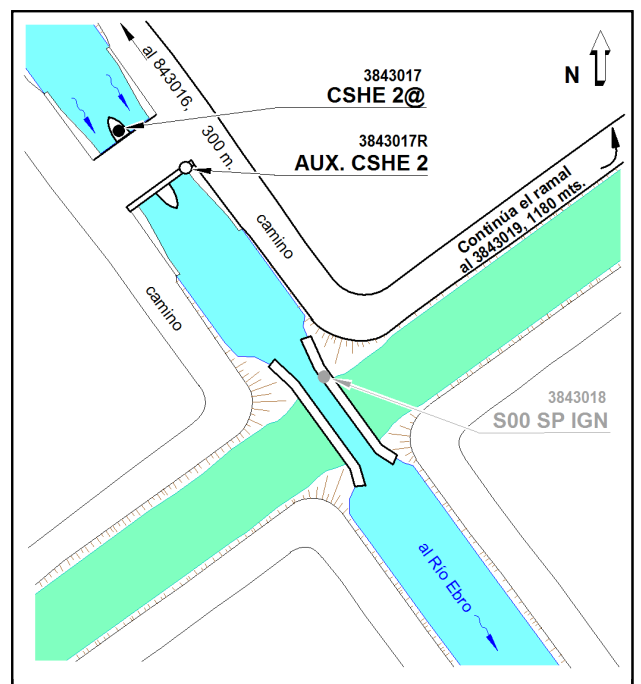 al 843016,
300 m.
3843017
CSHE 2@
N
3843017R
AUX. CSHE 2
camino
Continúa el ramal
al 3843019, 1180 mts.
camino
3843018
S00 SP IGN
al Río Ebro